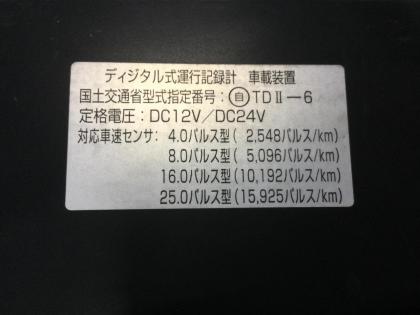 ディジタル式運行記録計　車載装置
国土交通省型式指定番号：㊀自 TDⅡ－6
定格電圧：DC12V／DC24V
対応車速センサ：4.0パルス型( 2,548パルス/km)
8.0パルス型( 5,096パルス/km)
16.0パルス型(10,192パルス/km)
25.0パルス型(15,925パルス/km)